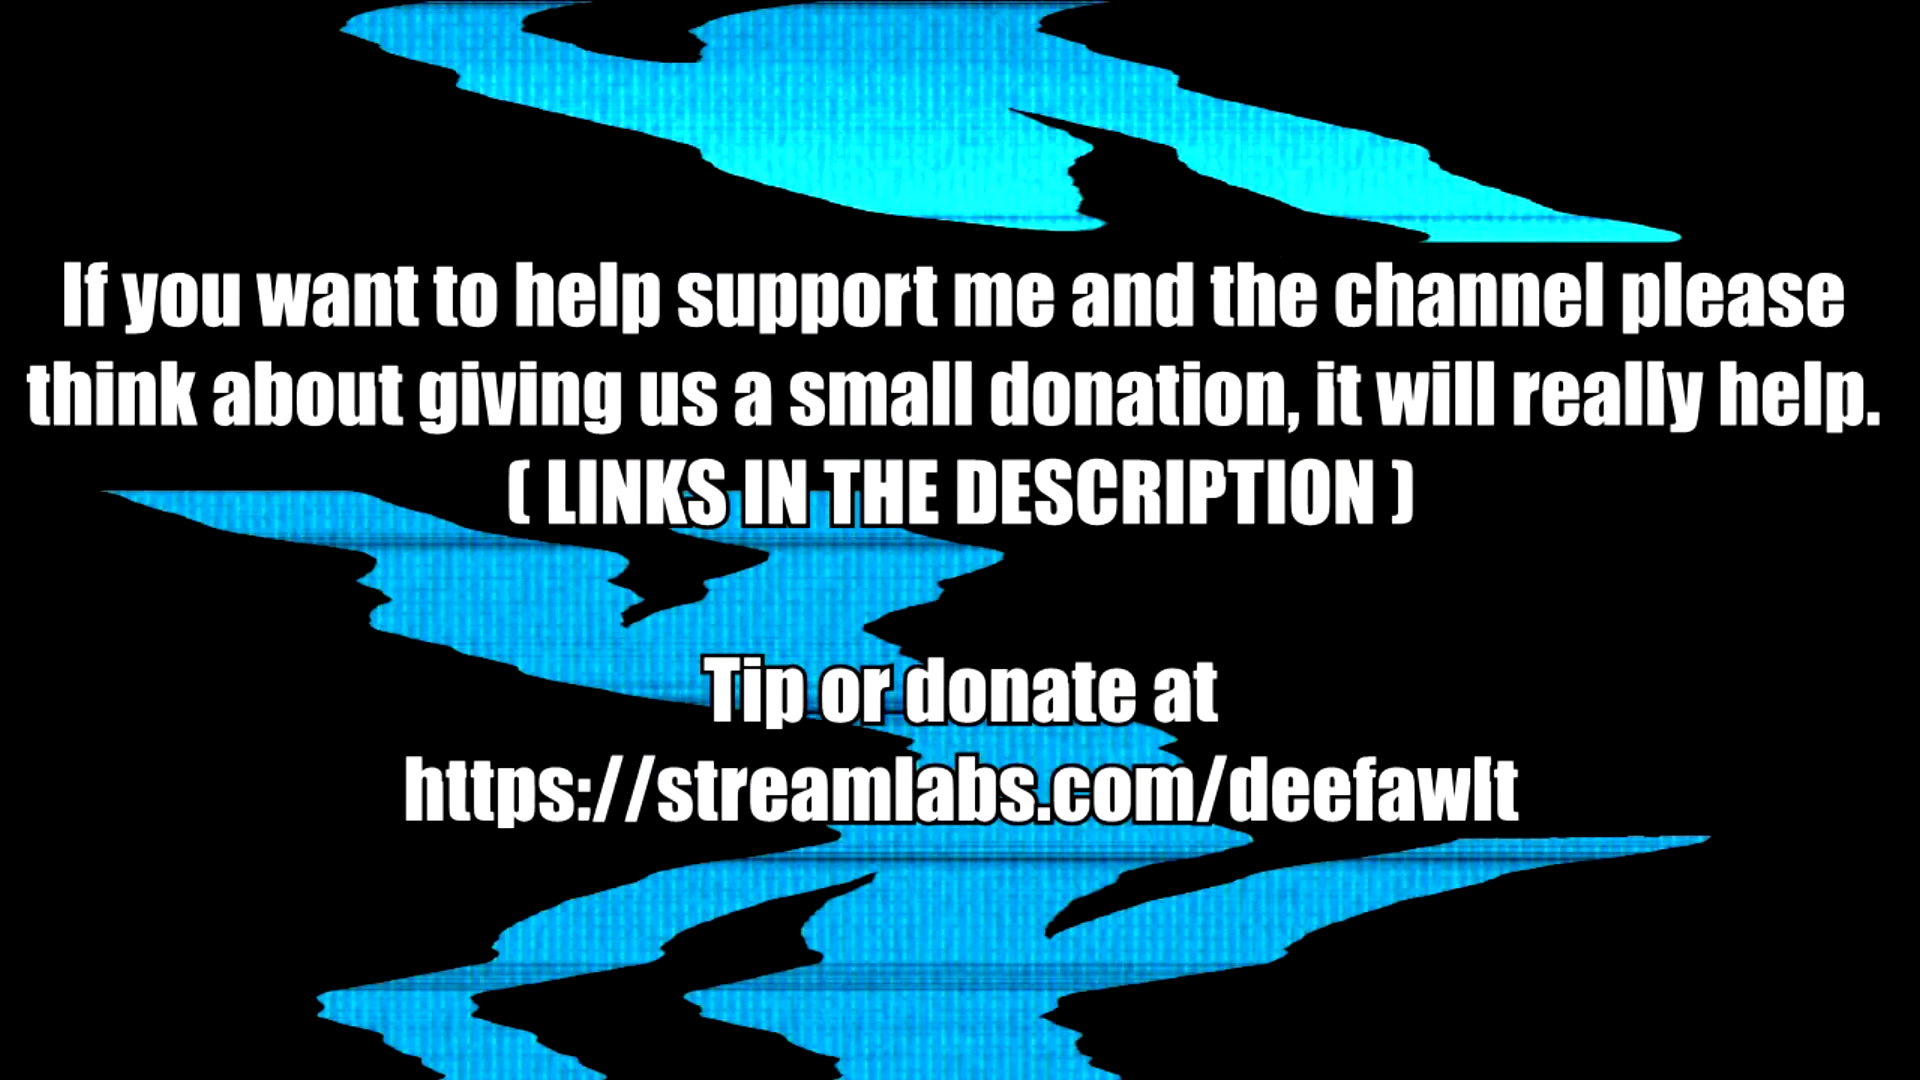 If you want to help support me and the channel please
think about giving us a small donation, it will really help.
( LINKS IN THE DESCRIPTION )
Tip or donate at
https://streamlabs.com/deefawlt